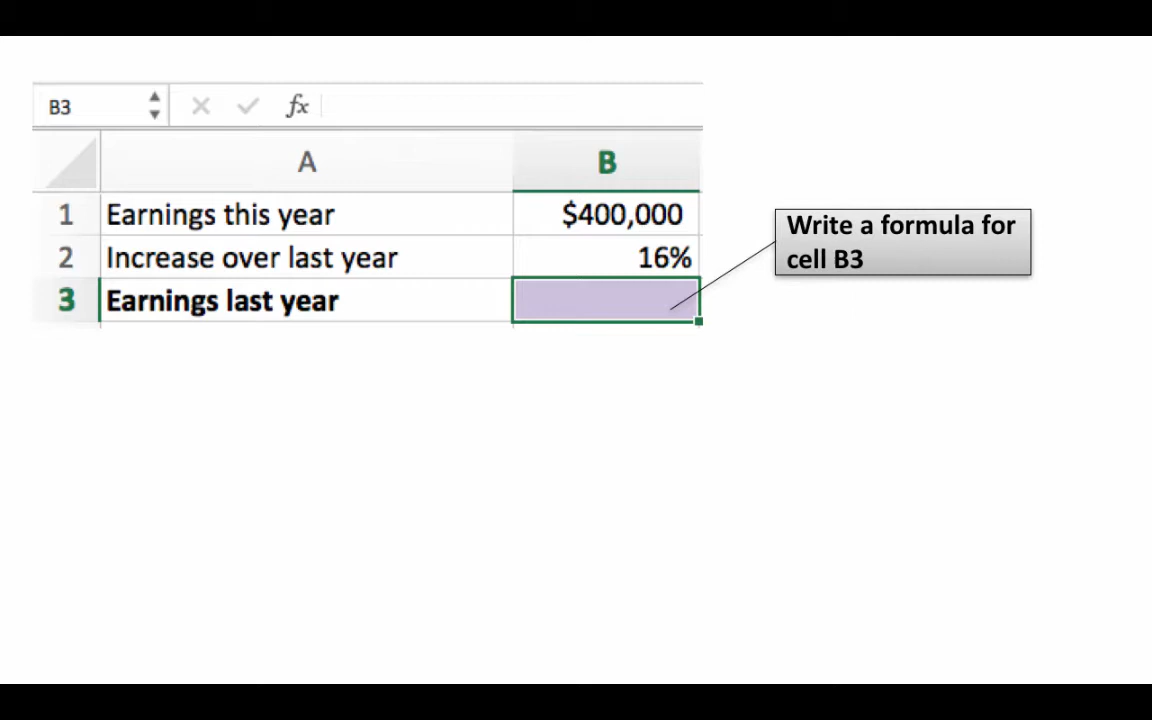 B3 fx
A B
1 Earnings this year $400,000
2 Increase over last year 16%
3 Earnings last year
Write a formula for
cell B3